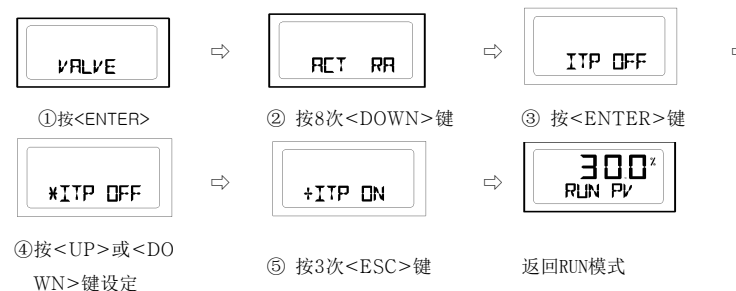 VALVE
ACT RA
ITP OFF
①按<ENTER>
② 按8次<DOWN>键
③ 按<ENTER>键
*ITP OFF
÷ITP ON
30.0%
RUN PV
④按<UP>或<DO
WN>键设定
⑤ 按3次<ESC>键
返回RUN模式